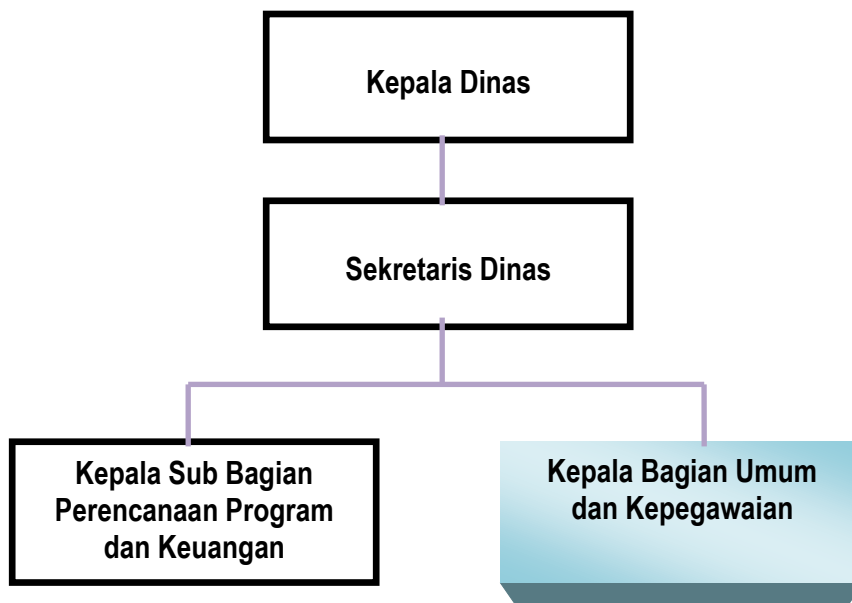 Kepala Dinas
Sekretaris Dinas
Kepala Sub Bagian
Perencanaan Program
dan Keuangan
Kepala Bagian Umum
dan Kepegawaian